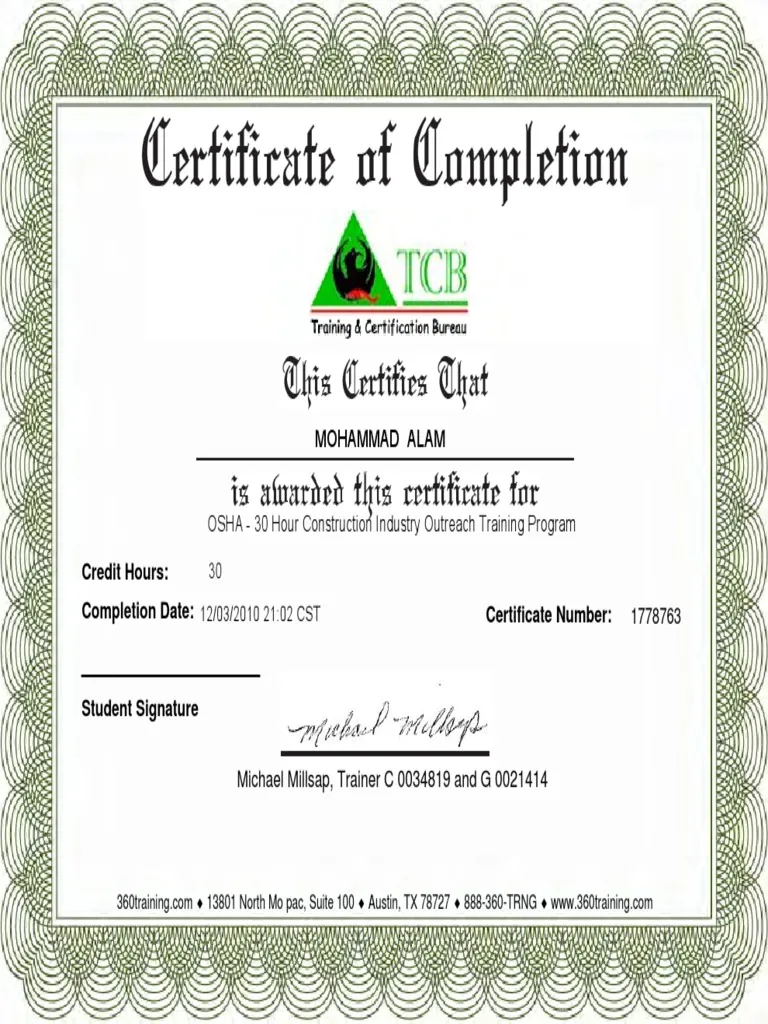 Certificate of Completion
TCB
Training & Certification Bureau
This Certifies That
MOHAMMAD ALAM
is awarded this certificate for
OSHA - 30 Hour Construction Industry Outreach Training Program
Credit Hours: 30
Completion Date: 12/03/2010 21:02 CST Certificate Number: 1778763
Student Signature
Michael Millsap
Michael Millsap, Trainer C 0034819 and G 0021414
360training.com ♦ 13801 North Mo pac, Suite 100 ♦ Austin, TX 78727 ♦ 888-360-TRNG ♦ www.360training.com